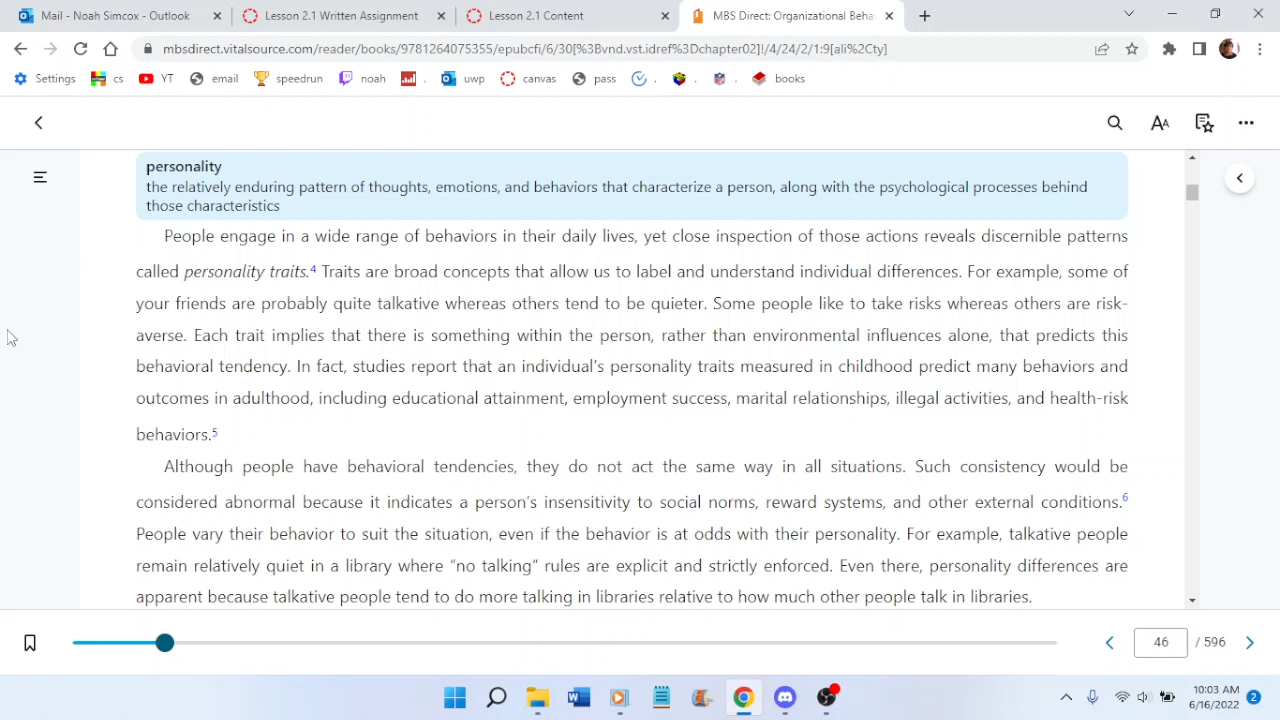 Mail - Noah Simcox - Outlook
Lesson 2.1 Written Assignment
Lesson 2.1 Content
MBS Direct: Organizational Beha
mbsdirect.vitalsource.com/reader/books/9781264075355/epubcfi/6/30[%3Bvnd.vst.idref%3Dchapter02]!/4/24/2/1:9[ali%2Cty]
Settings cs YT email speedrun noah . uwp canvas pass . . . books
AA
personality
the relatively enduring pattern of thoughts, emotions, and behaviors that characterize a person, along with the psychological processes behind
those characteristics
People engage in a wide range of behaviors in their daily lives, yet close inspection of those actions reveals discernible patterns
called personality traits.4 Traits are broad concepts that allow us to label and understand individual differences. For example, some of
your friends are probably quite talkative whereas others tend to be quieter. Some people like to take risks whereas others are risk-
averse. Each trait implies that there is something within the person, rather than environmental influences alone, that predicts this
behavioral tendency. In fact, studies report that an individual's personality traits measured in childhood predict many behaviors and
outcomes in adulthood, including educational attainment, employment success, marital relationships, illegal activities, and health-risk
behaviors.5
Although people have behavioral tendencies, they do not act the same way in all situations. Such consistency would be
considered abnormal because it indicates a person's insensitivity to social norms, reward systems, and other external conditions.6
People vary their behavior to suit the situation, even if the behavior is at odds with their personality. For example, talkative people
remain relatively quiet in a library where "no talking" rules are explicit and strictly enforced. Even there, personality differences are
apparent because talkative people tend to do more talking in libraries relative to how much other people talk in libraries.
46 / 596
10:03 AM
6/16/2022
2